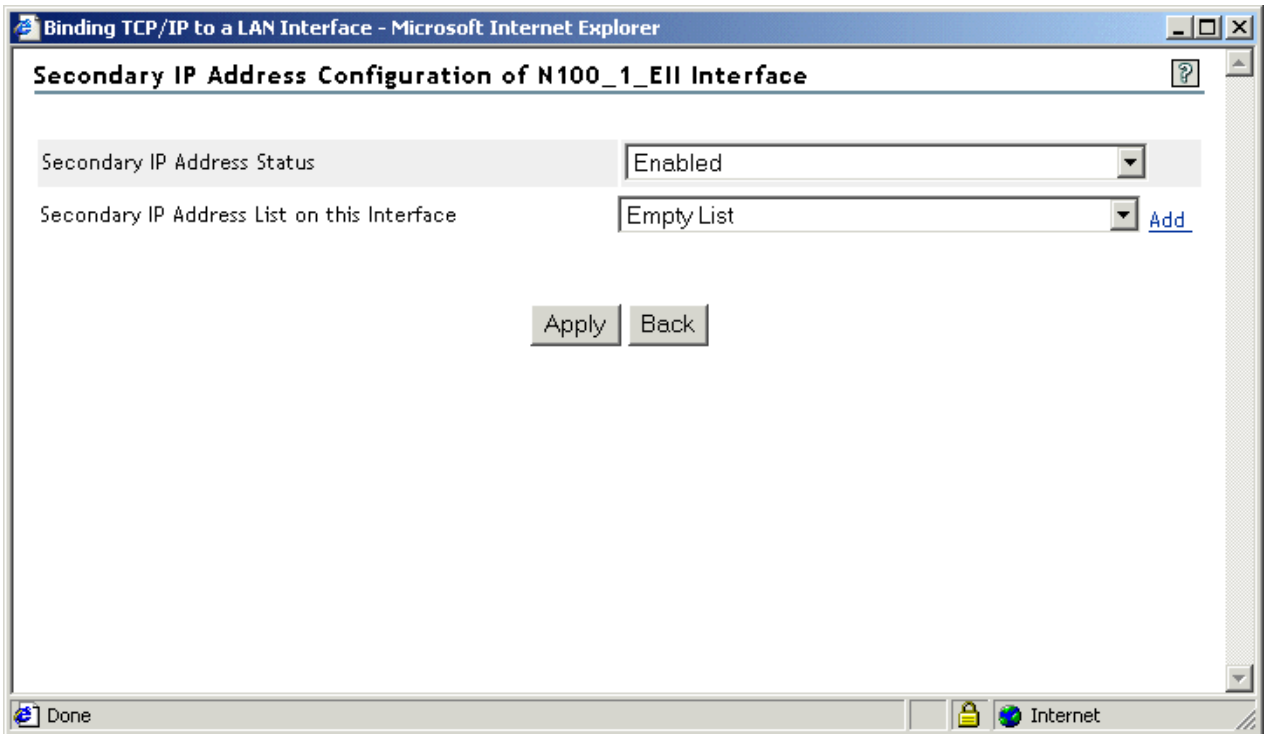 Binding TCP/IP to a LAN Interface - Microsoft Internet Explorer
Secondary IP Address Configuration of N100_1_EII Interface ?
Secondary IP Address Status Enabled
Secondary IP Address List on this Interface Empty List Add
Apply Back
Done Internet